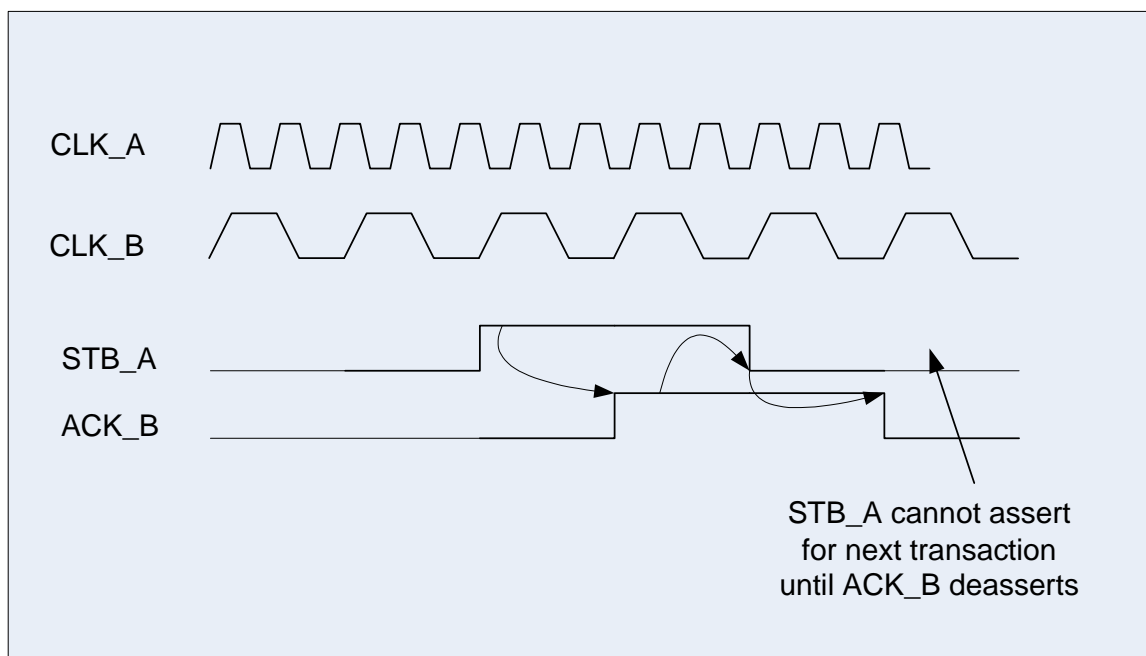 CLK_A
CLK_B
STB_A
ACK_B
STB_A cannot assert
for next transaction
until ACK_B deasserts